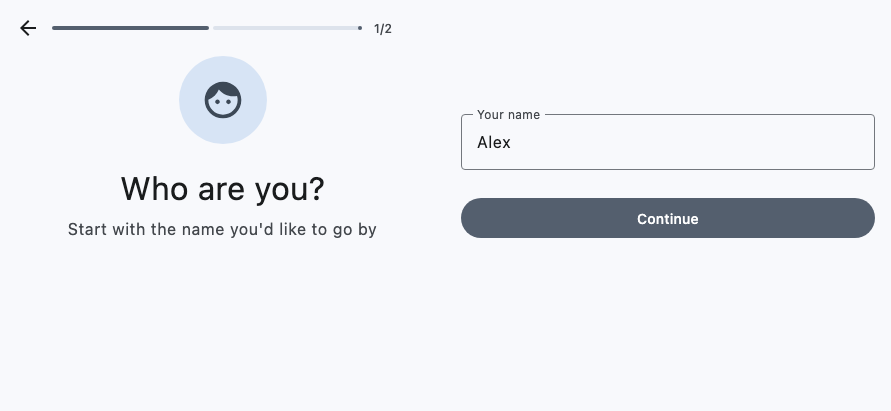 1/2
Who are you?
Start with the name you'd like to go by
Your name
Alex
Continue